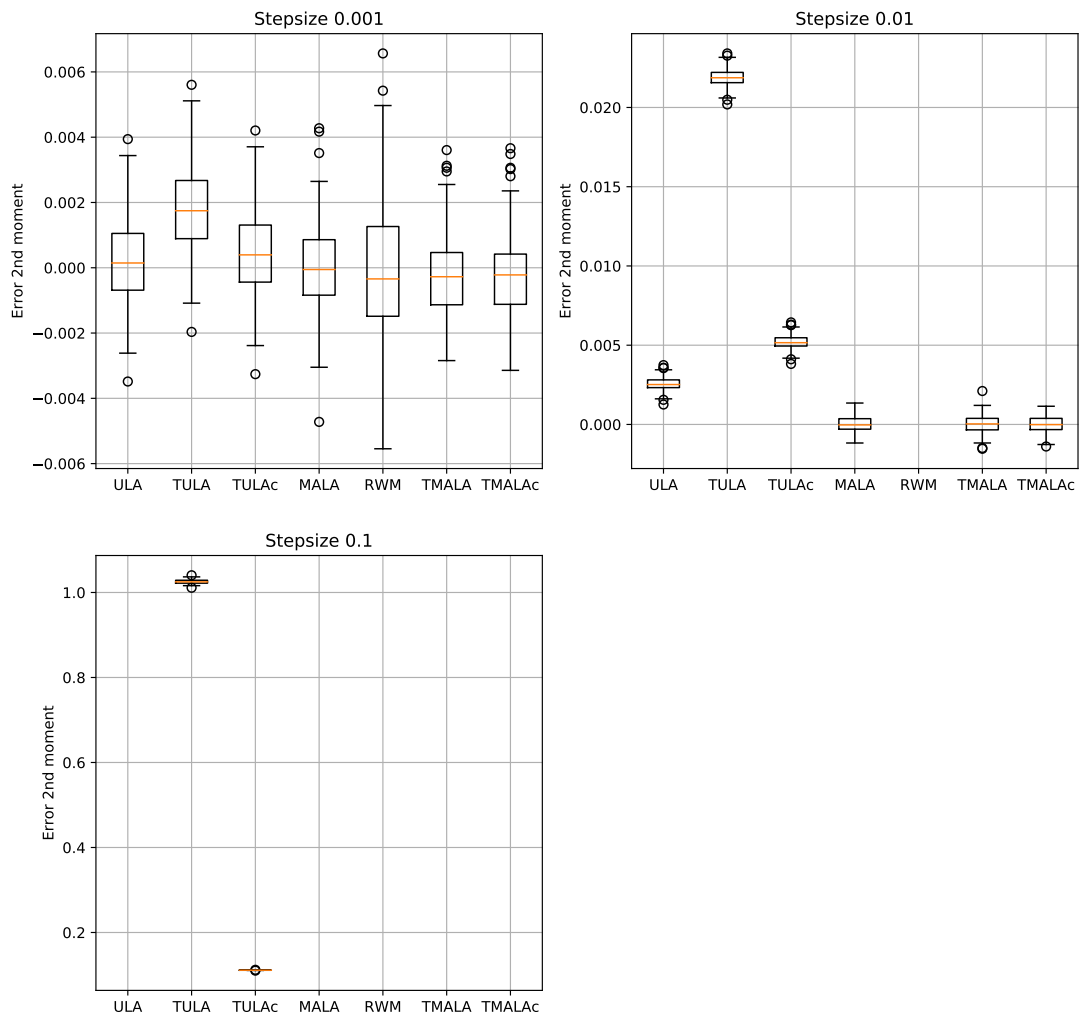 Stepsize 0.001
Error 2nd moment
0.006
0.004
0.002
0.000
−0.002
−0.004
−0.006
ULA TULA TULAc MALA RWM TMALA TMALAc
Stepsize 0.01
Error 2nd moment
0.020
0.015
0.010
0.005
0.000
ULA TULA TULAc MALA RWM TMALA TMALAc
Stepsize 0.1
Error 2nd moment
1.0
0.8
0.6
0.4
0.2
ULA TULA TULAc MALA RWM TMALA TMALAc